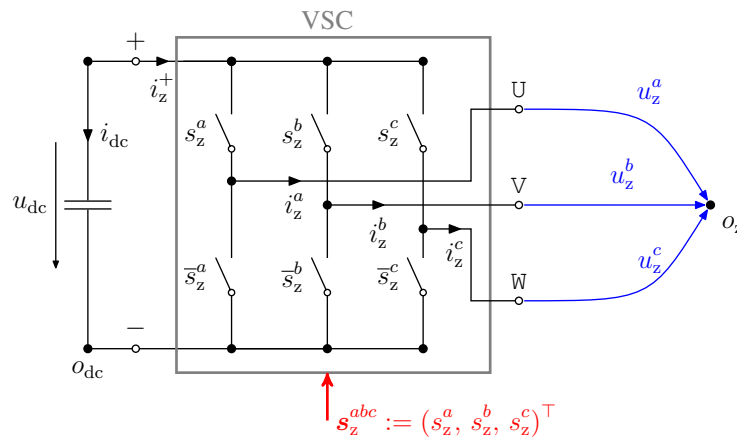 VSC
+
i_z^+
U
u_z^a
s_z^a
s_z^b
s_z^c
i_dc
u_dc
i_z^a
V
u_z^b
o_z
i_z^b
i_z^c
u_z^c
s̅_z^a
s̅_z^b
s̅_z^c
W
−
o_dc
s_z^{abc} := (s_z^a, s_z^b, s_z^c)^⊤